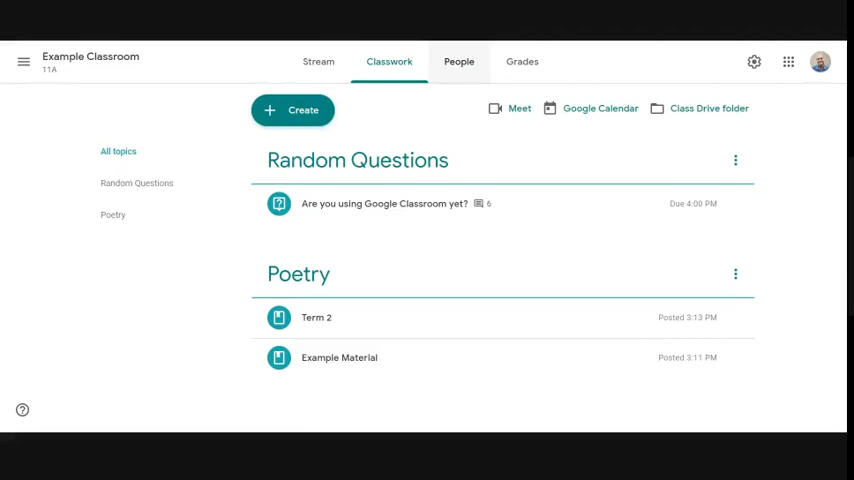 Example Classroom
11A
Stream
Classwork
People
Grades
Create
Meet
Google Calendar
Class Drive folder
All topics
Random Questions
Poetry
Random Questions
Are you using Google Classroom yet? 6
Due 4:00 PM
Poetry
Term 2
Posted 3:13 PM
Example Material
Posted 3:11 PM